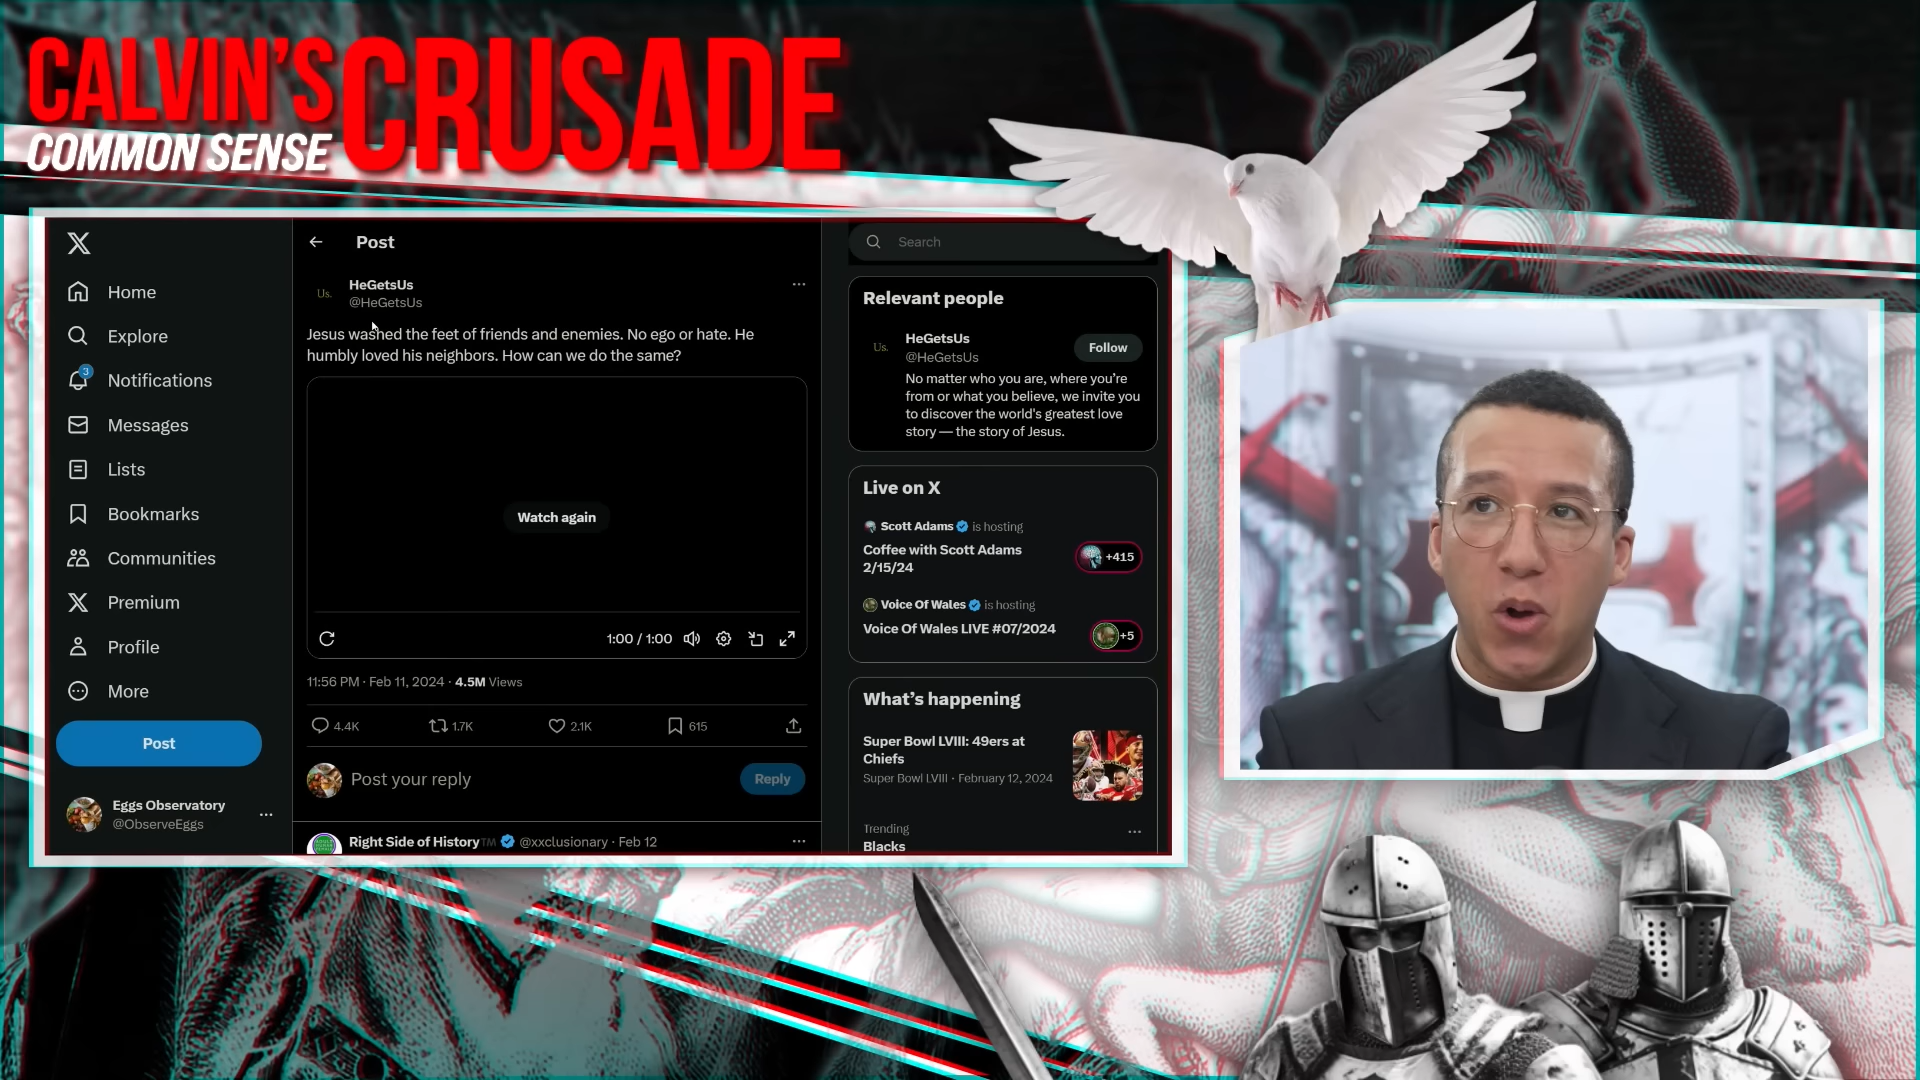 CALVIN'S
COMMON SENSE
CRUSADE
Home
Explore
3
Notifications
Messages
Lists
Bookmarks
Communities
Premium
Profile
More
Post
Eggs Observatory
@ObserveEggs
Post
Us.
HeGetsUs
@HeGetsUs
Jesus washed the feet of friends and enemies. No ego or hate. He
humbly loved his neighbors. How can we do the same?
Watch again
1:00 / 1:00
11:56 PM · Feb 11, 2024 · 4.5M Views
4.4K 1.7K 2.1K 615
Post your reply
Reply
Right Side of History™ @xxclusionary · Feb 12
Search
Relevant people
Us.
HeGetsUs
@HeGetsUs
Follow
No matter who you are, where you're
from or what you believe, we invite you
to discover the world's greatest love
story — the story of Jesus.
Live on X
Scott Adams is hosting
Coffee with Scott Adams
2/15/24
+415
Voice Of Wales is hosting
Voice Of Wales LIVE #07/2024
+5
What's happening
Super Bowl LVIII: 49ers at
Chiefs
Super Bowl LVIII · February 12, 2024
Trending
Blacks